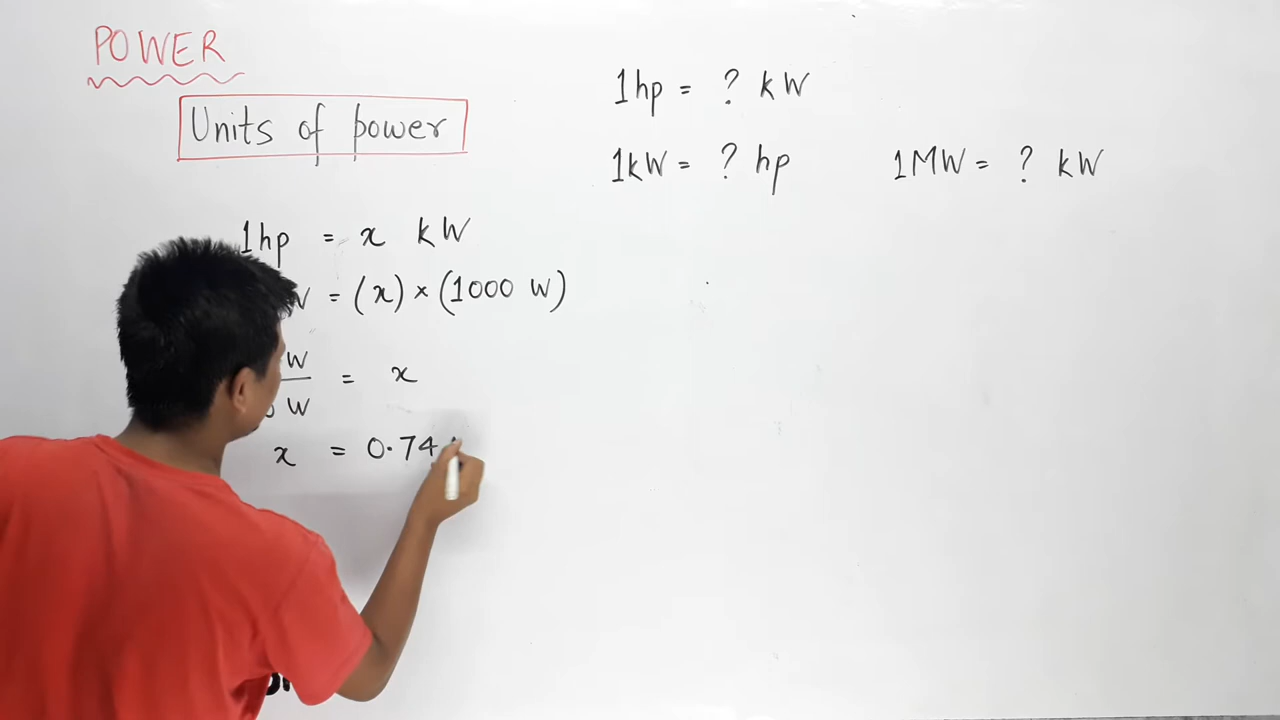 POWER
Units of power
1hp = ? kW
1kW = ? hp
1MW = ? kW
1hp = x kW
W = (x) × (1000 W)
W
W = x
x = 0.74